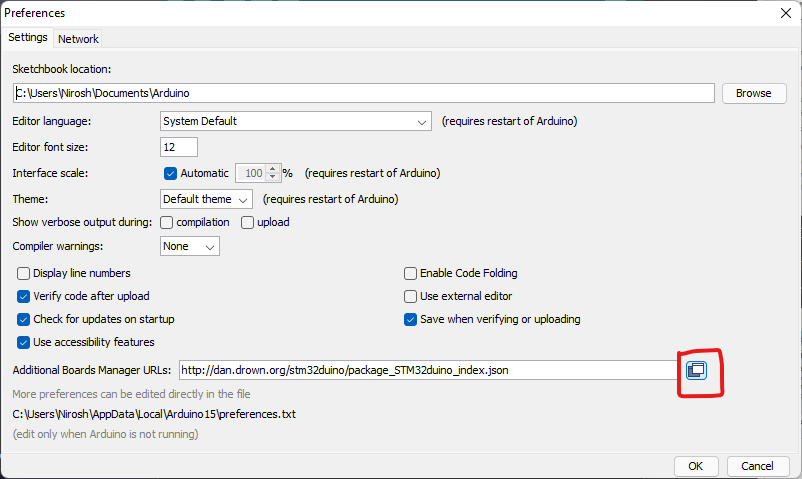 Preferences
Settings Network
Sketchbook location:
C:\Users\Nirosh\Documents\Arduino Browse
Editor language: System Default (requires restart of Arduino)
Editor font size: 12
Interface scale: Automatic 100 % (requires restart of Arduino)
Theme: Default theme (requires restart of Arduino)
Show verbose output during: compilation upload
Compiler warnings: None
Display line numbers Enable Code Folding
Verify code after upload Use external editor
Check for updates on startup Save when verifying or uploading
Use accessibility features
Additional Boards Manager URLs: http://dan.drown.org/stm32duino/package_STM32duino_index.json
More preferences can be edited directly in the file
C:\Users\Nirosh\AppData\Local\Arduino15\preferences.txt
(edit only when Arduino is not running)
OK Cancel